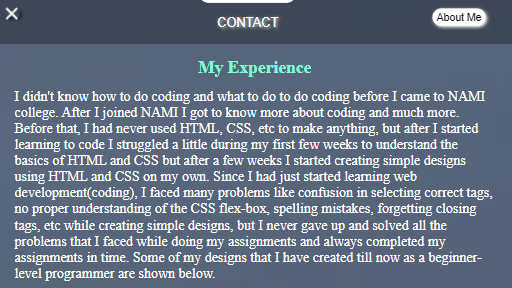 CONTACT
About Me
My Experience
I didn't know how to do coding and what to do to do coding before I came to NAMI
college. After I joined NAMI I got to know more about coding and much more.
Before that, I had never used HTML, CSS, etc to make anything, but after I started
learning to code I struggled a little during my first few weeks to understand the
basics of HTML and CSS but after a few weeks I started creating simple designs
using HTML and CSS on my own. Since I had just started learning web
development(coding), I faced many problems like confusion in selecting correct tags,
no proper understanding of the CSS flex-box, spelling mistakes, forgetting closing
tags, etc while creating simple designs, but I never gave up and solved all the
problems that I faced while doing my assignments and always completed my
assignments in time. Some of my designs that I have created till now as a beginner-
level programmer are shown below.